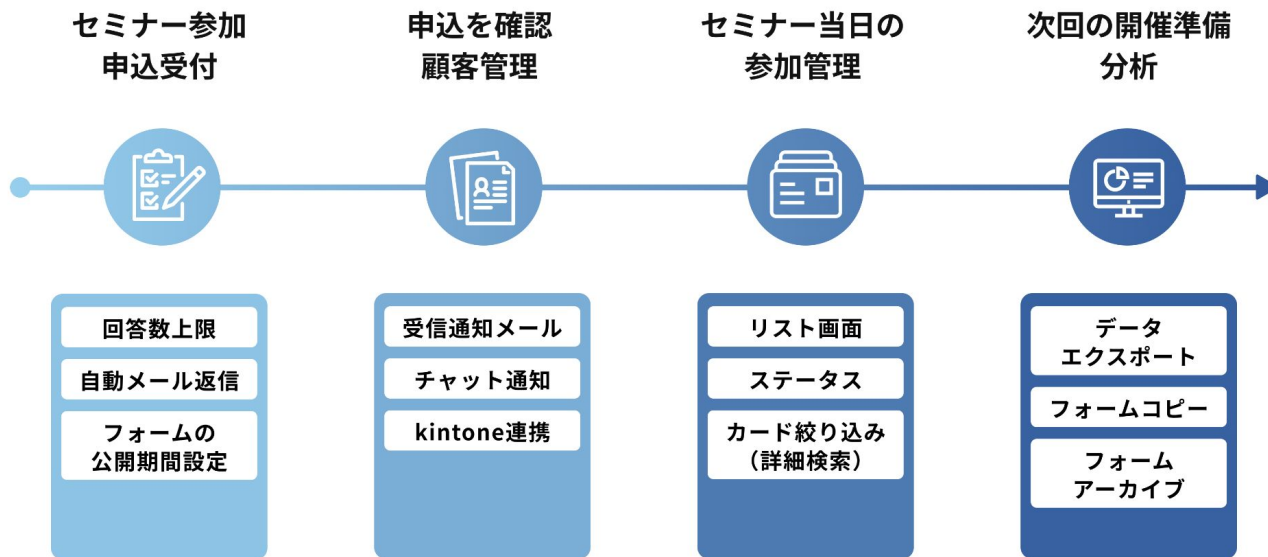 セミナー参加
申込受付
申込を確認
顧客管理
セミナー当日の
参加管理
次回の開催準備
分析
回答数上限
自動メール返信
フォームの
公開期間設定
受信通知メール
チャット通知
kintone連携
リスト画面
ステータス
カード絞り込み
（詳細検索）
データ
エクスポート
フォームコピー
フォーム
アーカイブ